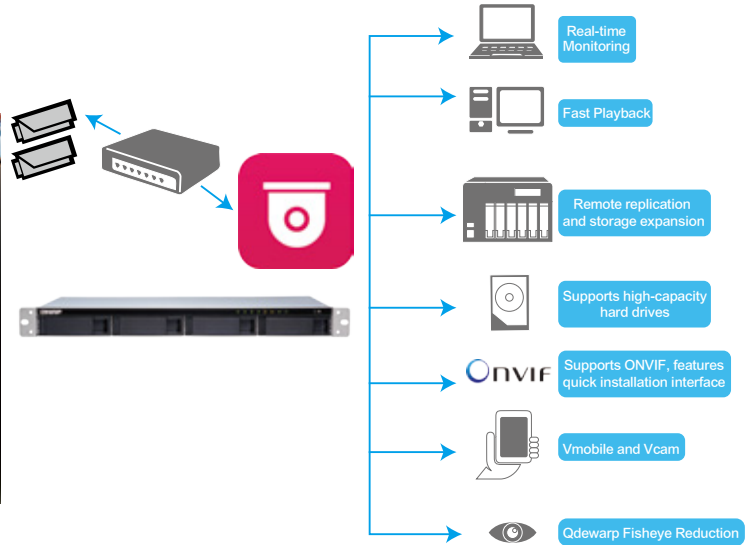 Real-time
Monitoring
Fast Playback
Remote replication
and storage expansion
Supports high-capacity
hard drives
ONVIF
Supports ONVIF, features
quick installation interface
Vmobile and Vcam
Qdewarp Fisheye Reduction